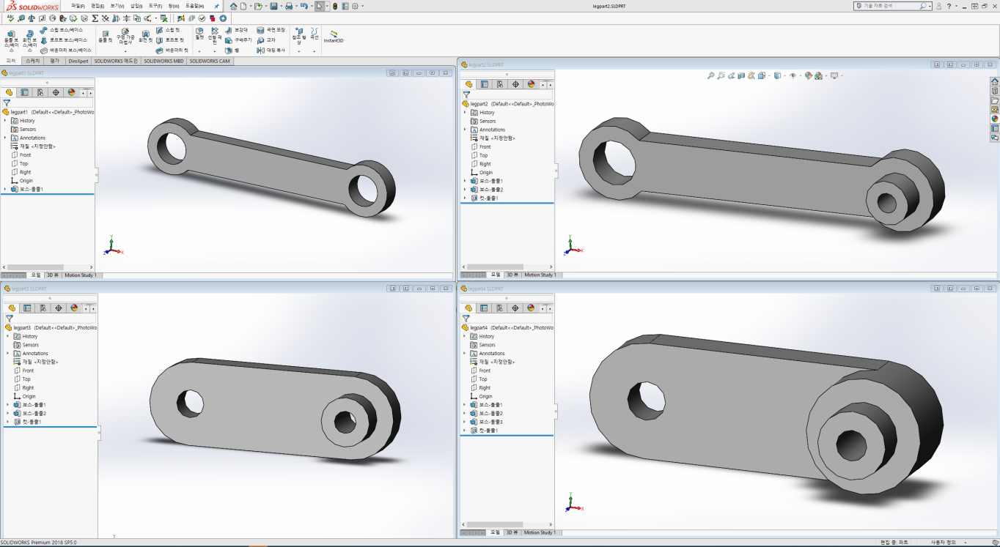 SOLIDWORKS 파일(F) 편집(E) 보기(V) 삽입(I) 도구(T) 창(W) 도움말(H) legpart2.SLDPRT 기술 자료 검색
돌출 보스/베이스 회전 보스/베이스 스윕 보스/베이스 로프트 보스/베이스 바운더리 보스/베이스 돌출 컷 구멍 가공 마법사 회전 컷 스윕 컷 로프트 컷 바운더리 컷 필렛 선형 패턴 보강대 구배주기 쉘 곡면 포장 교차 대칭 복사 참조 형상 곡선 Instant3D
피처 스케치 평가 DimXpert SOLIDWORKS 애드인 SOLIDWORKS MBD SOLIDWORKS CAM
legpart1.SLDPRT
legpart1 (Default<<Default>_PhotoWo
History
Sensors
Annotations
재질 <지정안함>
Front
Top
Right
Origin
보스-돌출1
모델 3D 뷰 Motion Study 1
legpart2.SLDPRT
legpart2 (Default<<Default>_PhotoWo
History
Sensors
Annotations
재질 <지정안함>
Front
Top
Right
Origin
보스-돌출1
보스-돌출2
컷-돌출1
모델 3D 뷰 Motion Study 1
legpart3.SLDPRT
legpart3 (Default<<Default>_PhotoWo
History
Sensors
Annotations
재질 <지정안함>
Front
Top
Right
Origin
보스-돌출1
보스-돌출2
컷-돌출1
legpart4.SLDPRT
legpart4 (Default<<Default>_PhotoWo
History
Sensors
Annotations
재질 <지정안함>
Front
Top
Right
Origin
보스-돌출1
보스-돌출2
보스-돌출3
컷-돌출1
모델 3D 뷰 Motion Study 1
SOLIDWORKS Premium 2018 SP5.0 편집 중: 파트 사용자 정의